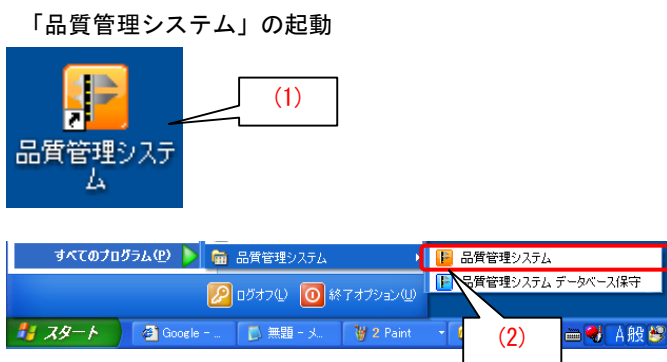 「品質管理システム」の起動
(1)
品質管理システ
ム
すべてのプログラム(P)
品質管理システム
品質管理システム
品質管理システム データベース保守
ログオフ(L)
終了オプション(U)
スタート
Google - ...
無題 - メ...
2 Paint
(2)
A般